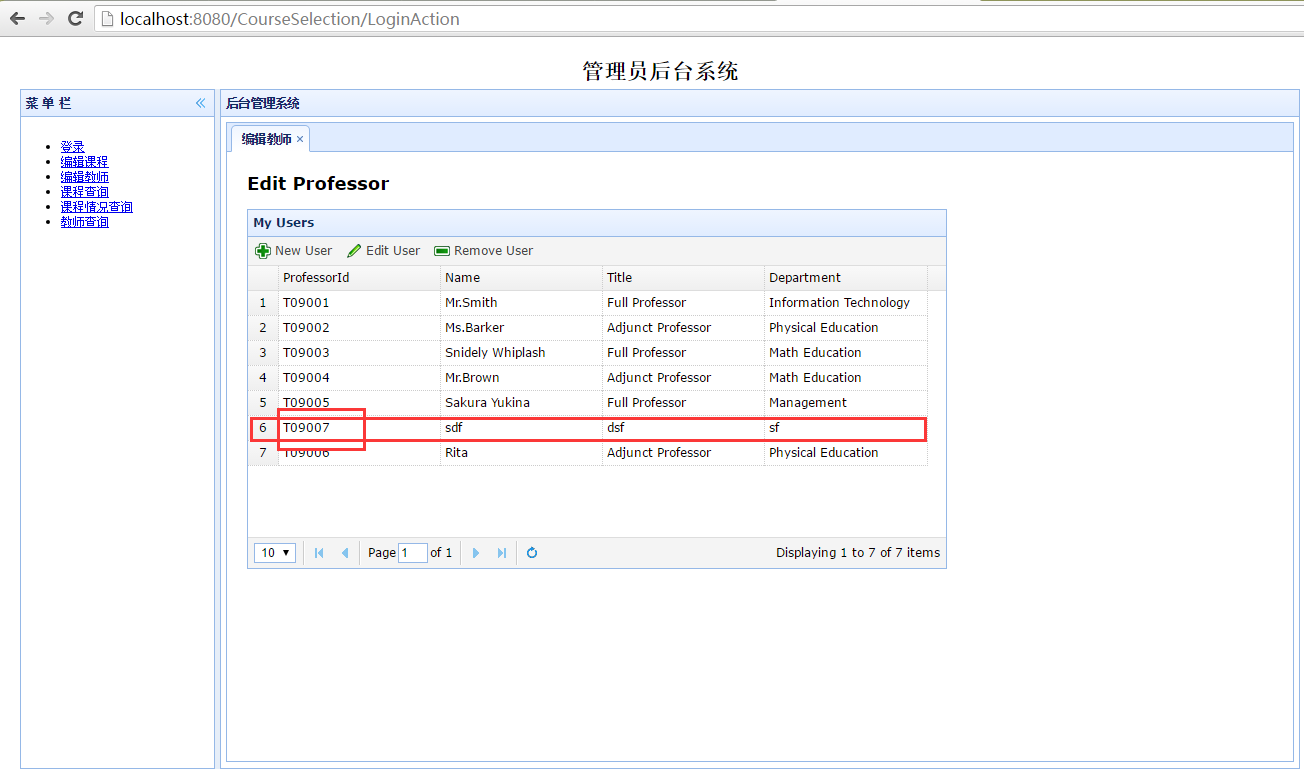 localhost:8080/CourseSelection/LoginAction
管理员后台系统
菜 单 栏
后台管理系统
编辑教师 ×
登录
编辑课程
编辑教师
课程查询
课程情况查询
教师查询
Edit Professor
My Users
New User Edit User Remove User
ProfessorId Name Title Department
1 T09001 Mr.Smith Full Professor Information Technology
2 T09002 Ms.Barker Adjunct Professor Physical Education
3 T09003 Snidely Whiplash Full Professor Math Education
4 T09004 Mr.Brown Adjunct Professor Math Education
5 T09005 Sakura Yukina Full Professor Management
6 T09007 sdf dsf sf
7 T09006 Rita Adjunct Professor Physical Education
10 Page 1 of 1 Displaying 1 to 7 of 7 items